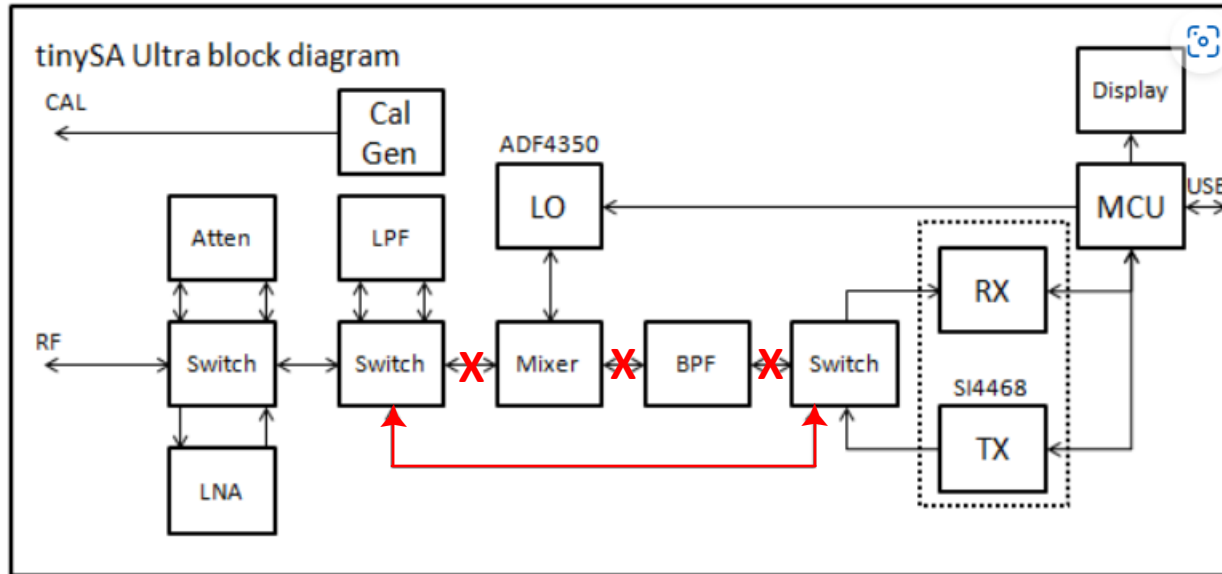 tinySA Ultra block diagram
CAL
Cal
Gen
Display
ADF4350
LO
MCU
USB
Atten
LPF
RX
RF
Switch
Switch
X
Mixer
X
BPF
X
Switch
SI4468
TX
LNA